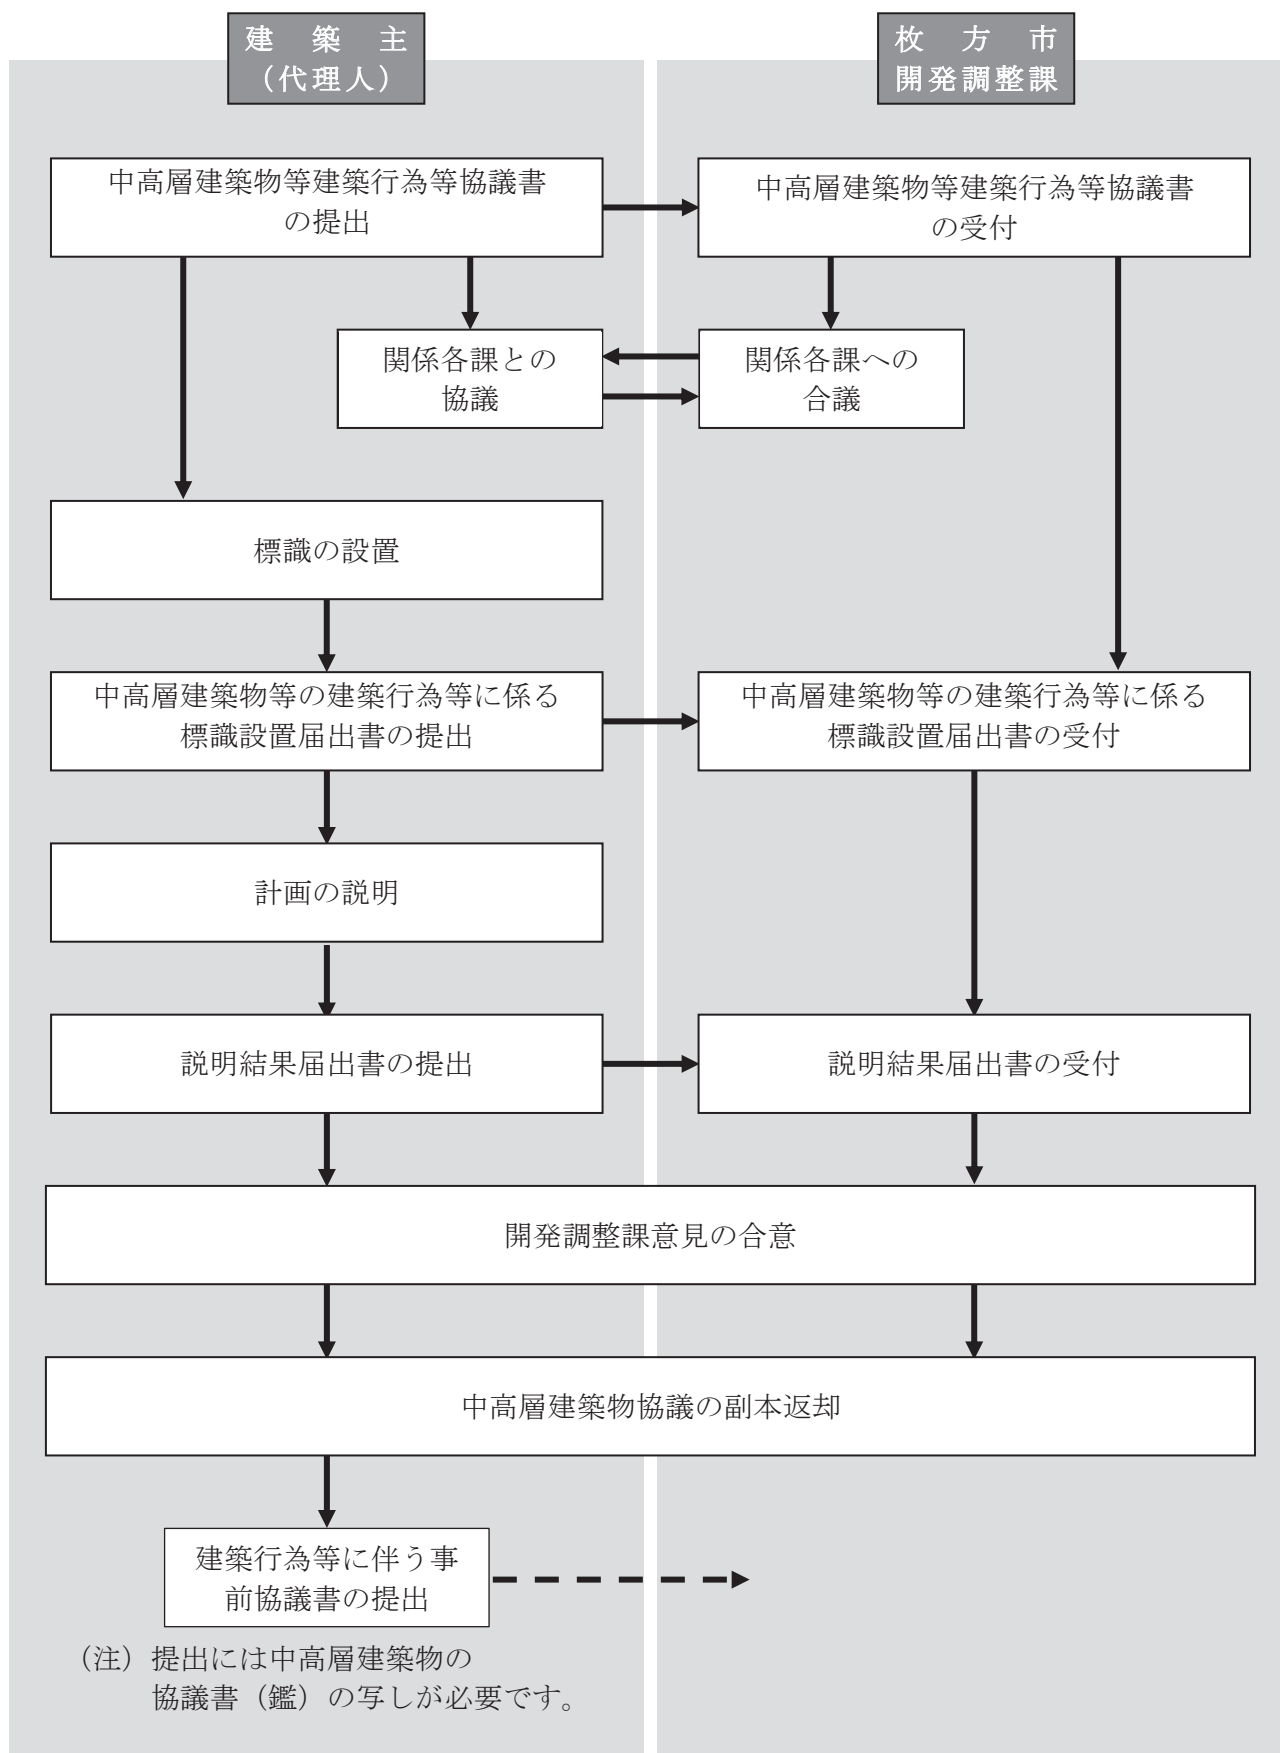 建築主
（代理人）
枚方市
開発調整課
中高層建築物等建築行為等協議書
の提出
中高層建築物等建築行為等協議書
の受付
関係各課との
協議
関係各課への
合議
標識の設置
中高層建築物等の建築行為等に係る
標識設置届出書の提出
中高層建築物等の建築行為等に係る
標識設置届出書の受付
計画の説明
説明結果届出書の提出
説明結果届出書の受付
開発調整課意見の合意
中高層建築物協議の副本返却
建築行為等に伴う事
前協議書の提出
（注）提出には中高層建築物の
協議書（鑑）の写しが必要です。